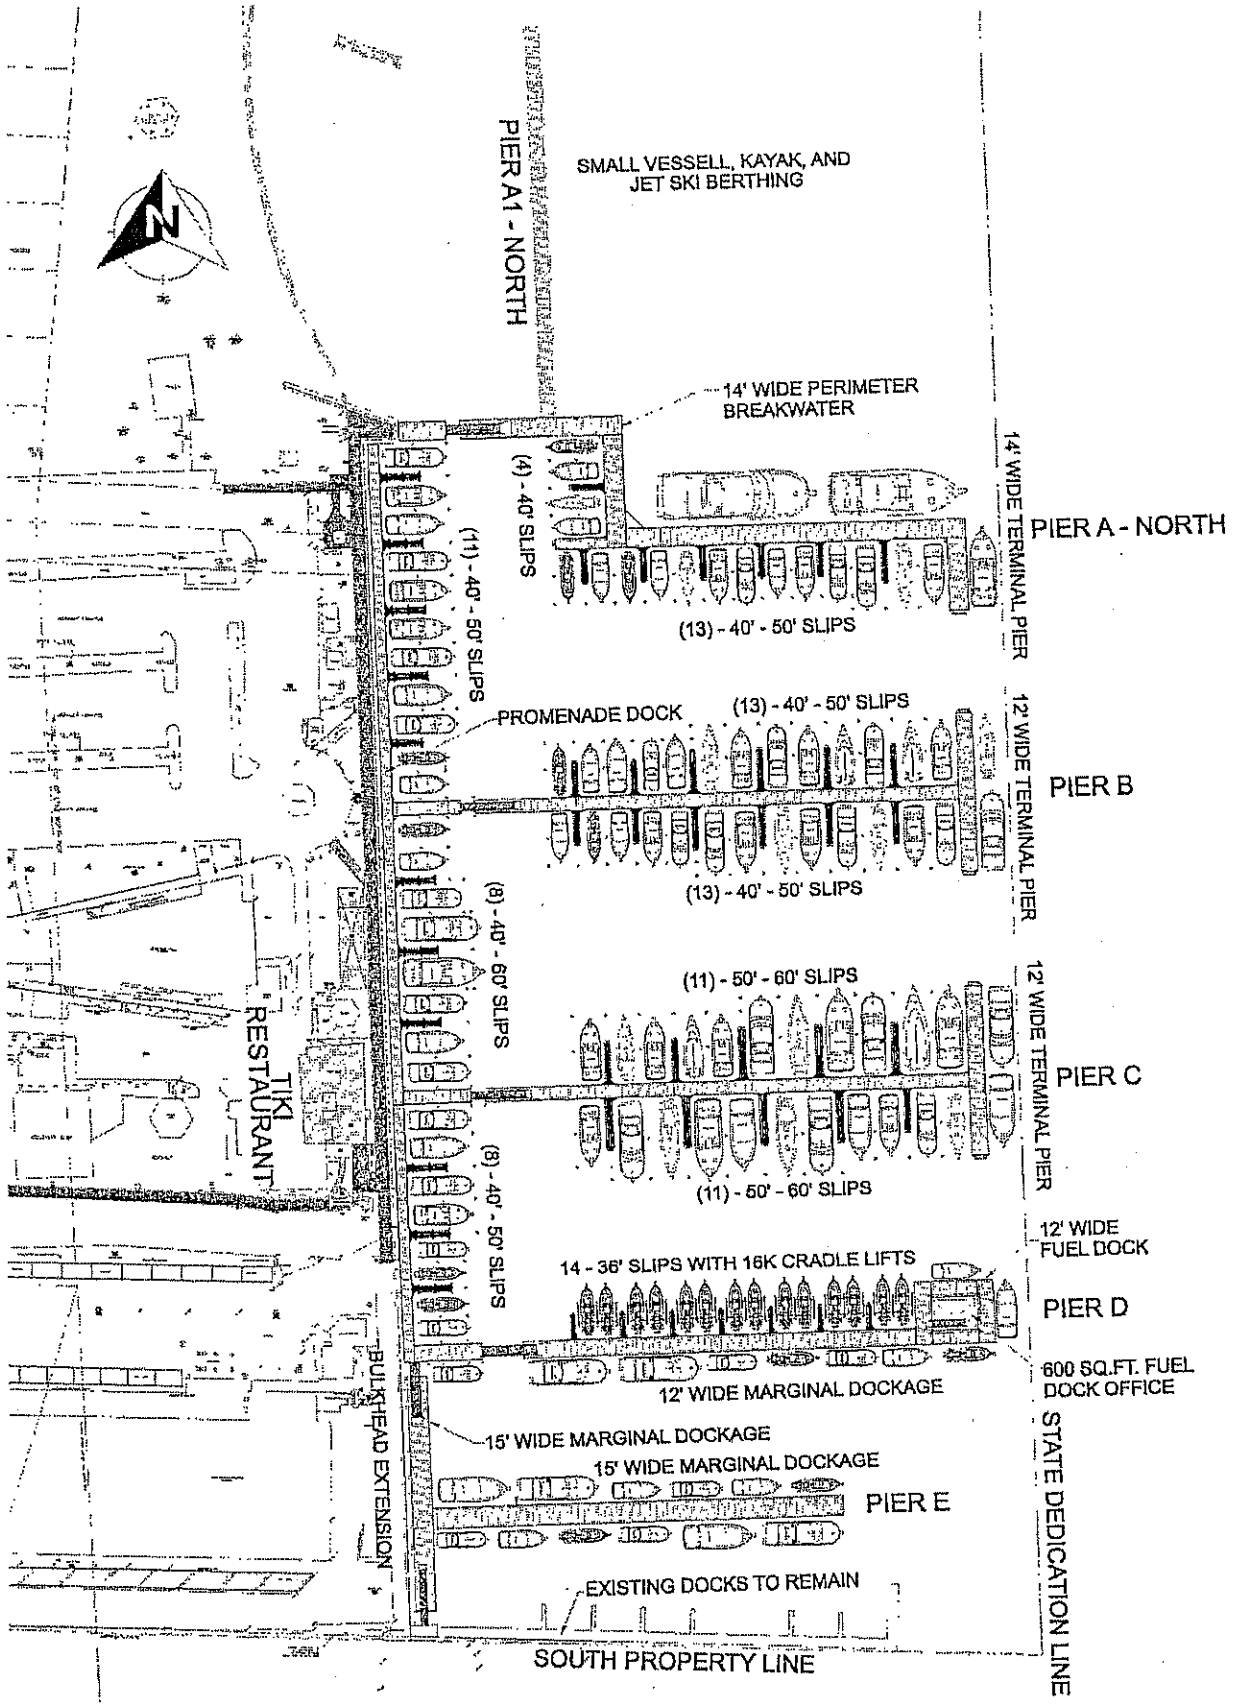 PIER A1 - NORTH
SMALL VESSELL, KAYAK, AND
JET SKI BERTHING
N
14' WIDE PERIMETER
BREAKWATER
14' WIDE TERMINAL PIER
(4) - 40' SLIPS
PIER A - NORTH
(11) - 40' - 50' SLIPS
(13) - 40' - 50' SLIPS
PROMENADE DOCK
(13) - 40' - 50' SLIPS
12' WIDE TERMINAL PIER
PIER B
(13) - 40' - 50' SLIPS
(8) - 40' - 60' SLIPS
(11) - 50' - 60' SLIPS
12' WIDE TERMINAL PIER
TIKI
RESTAURANT
PIER C
(11) - 50' - 60' SLIPS
(8) - 40' - 50' SLIPS
12' WIDE
FUEL DOCK
14 - 36' SLIPS WITH 16K CRADLE LIFTS
PIER D
600 SQ.FT. FUEL
DOCK OFFICE
12' WIDE MARGINAL DOCKAGE
BULKHEAD EXTENSION
15' WIDE MARGINAL DOCKAGE
15' WIDE MARGINAL DOCKAGE
PIER E
STATE DEDICATION LINE
EXISTING DOCKS TO REMAIN
SOUTH PROPERTY LINE